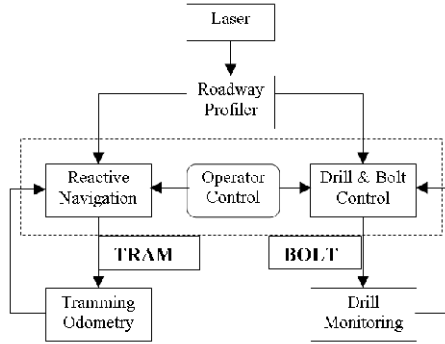 Laser
Roadway
Profiler
Reactive
Navigation
Operator
Control
Drill & Bolt
Control
TRAM
BOLT
Tramming
Odometry
Drill
Monitoring